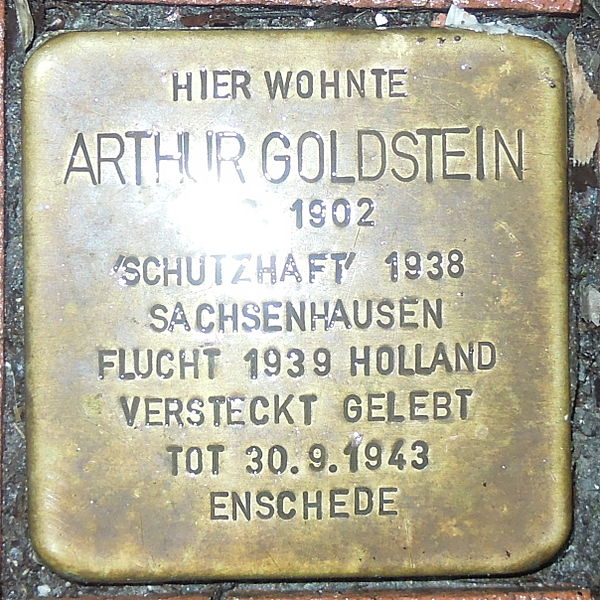 HIER WOHNTE
ARTHUR GOLDSTEIN
1902
'SCHUTZHAFT' 1938
SACHSENHAUSEN
FLUCHT 1939 HOLLAND
VERSTECKT GELEBT
TOT 30.9.1943
ENSCHEDE